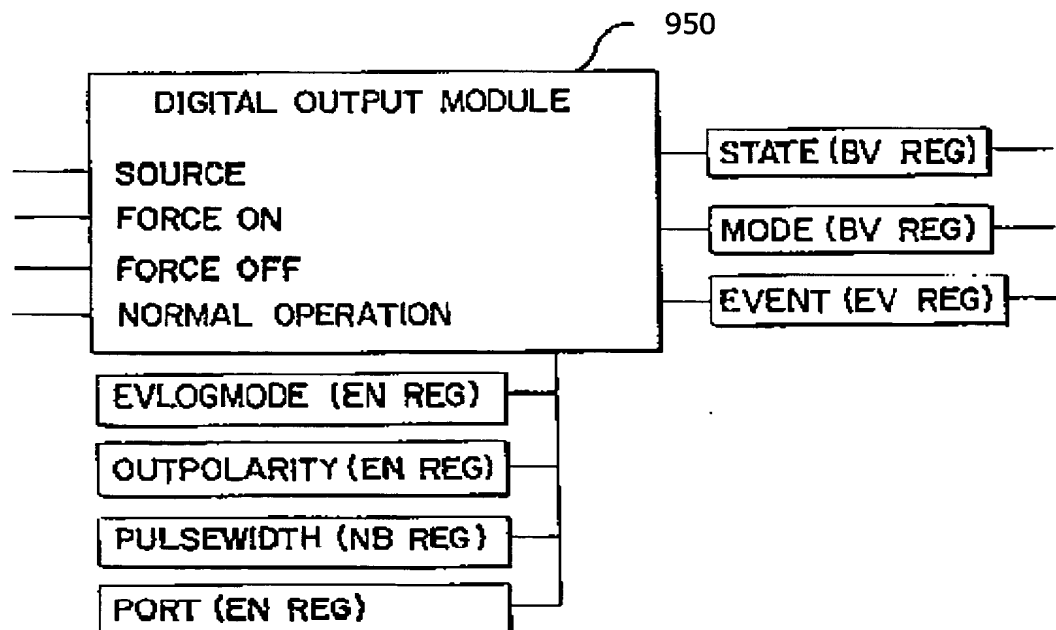 950
DIGITAL OUTPUT MODULE
SOURCE
FORCE ON
FORCE OFF
NORMAL OPERATION
STATE (BV REG)
MODE (BV REG)
EVENT (EV REG)
EVLOGMODE (EN REG)
OUTPOLARITY (EN REG)
PULSEWIDTH (NB REG)
PORT (EN REG)